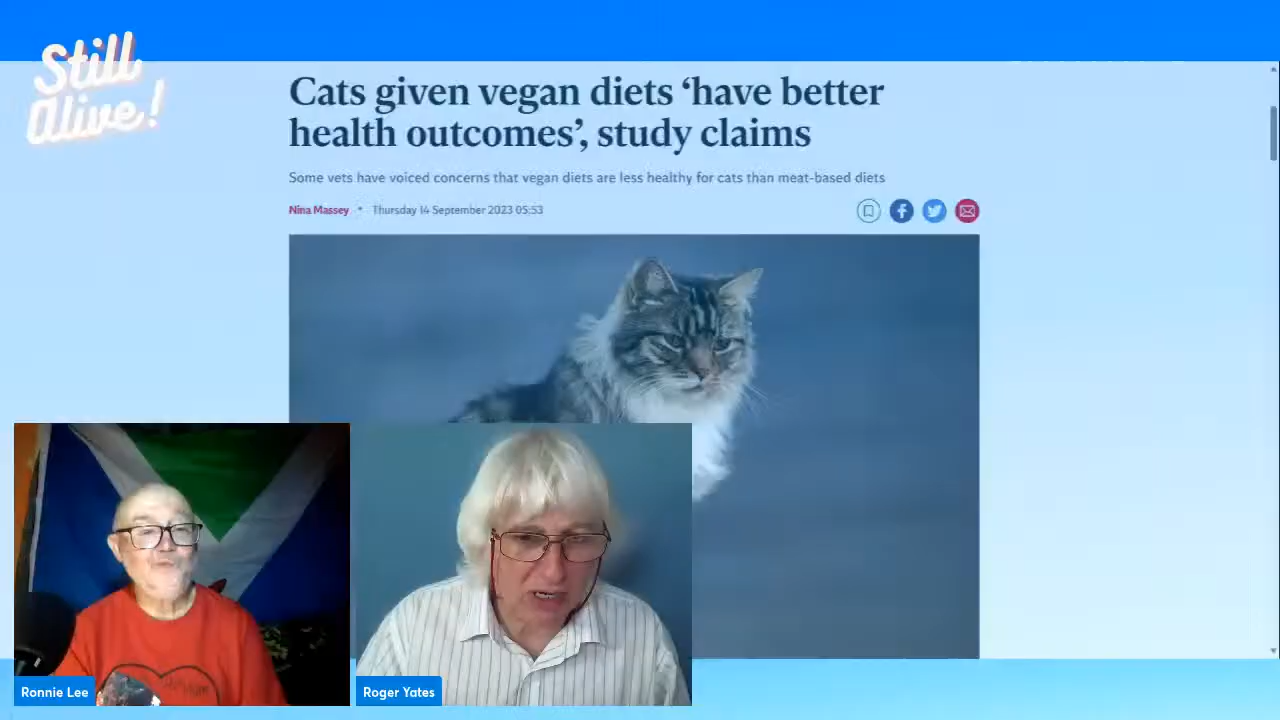 Still
Alive!
Cats given vegan diets ‘have better
health outcomes’, study claims
Some vets have voiced concerns that vegan diets are less healthy for cats than meat-based diets
Nina Massey • Thursday 14 September 2023 05:53
Ronnie Lee
Roger Yates